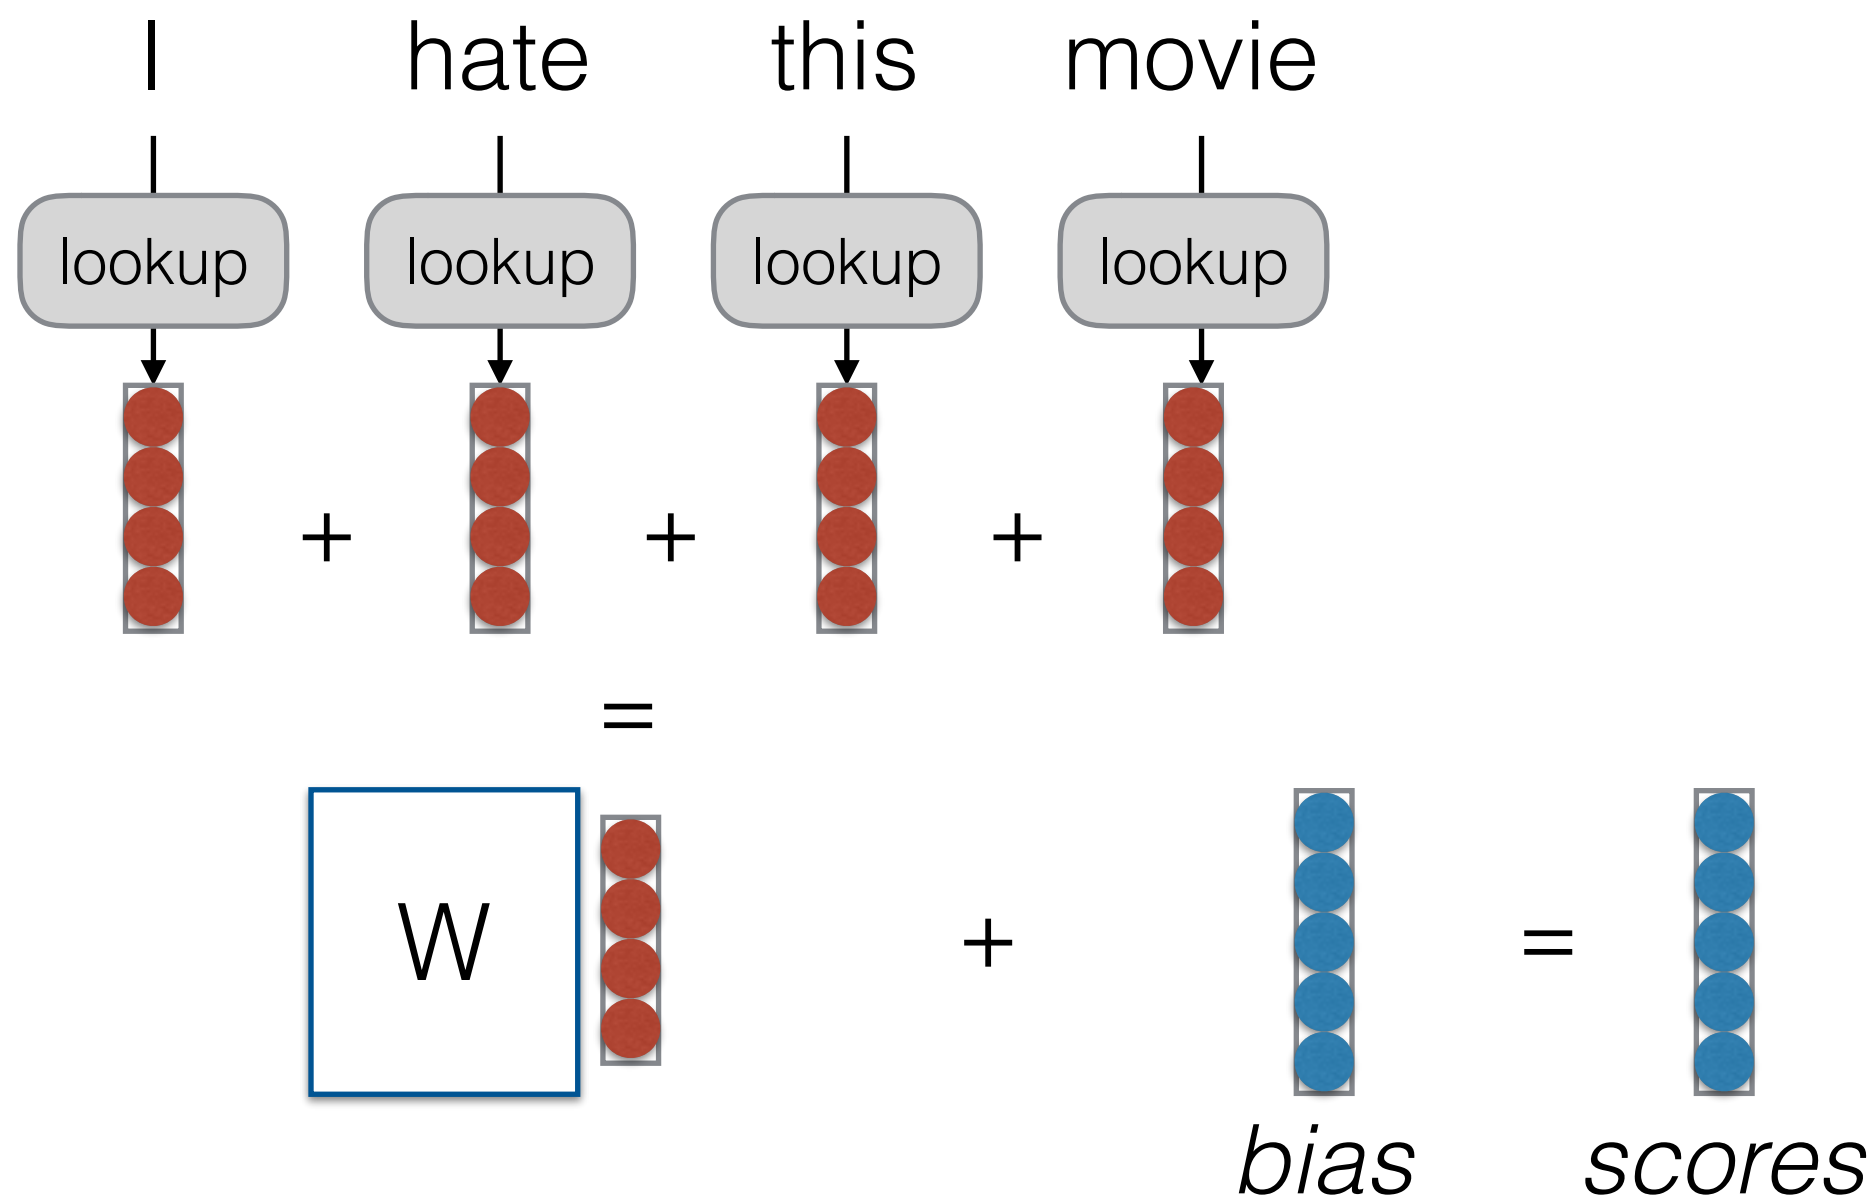 I hate this movie
lookup lookup lookup lookup
+ + +
=
W + =
bias scores